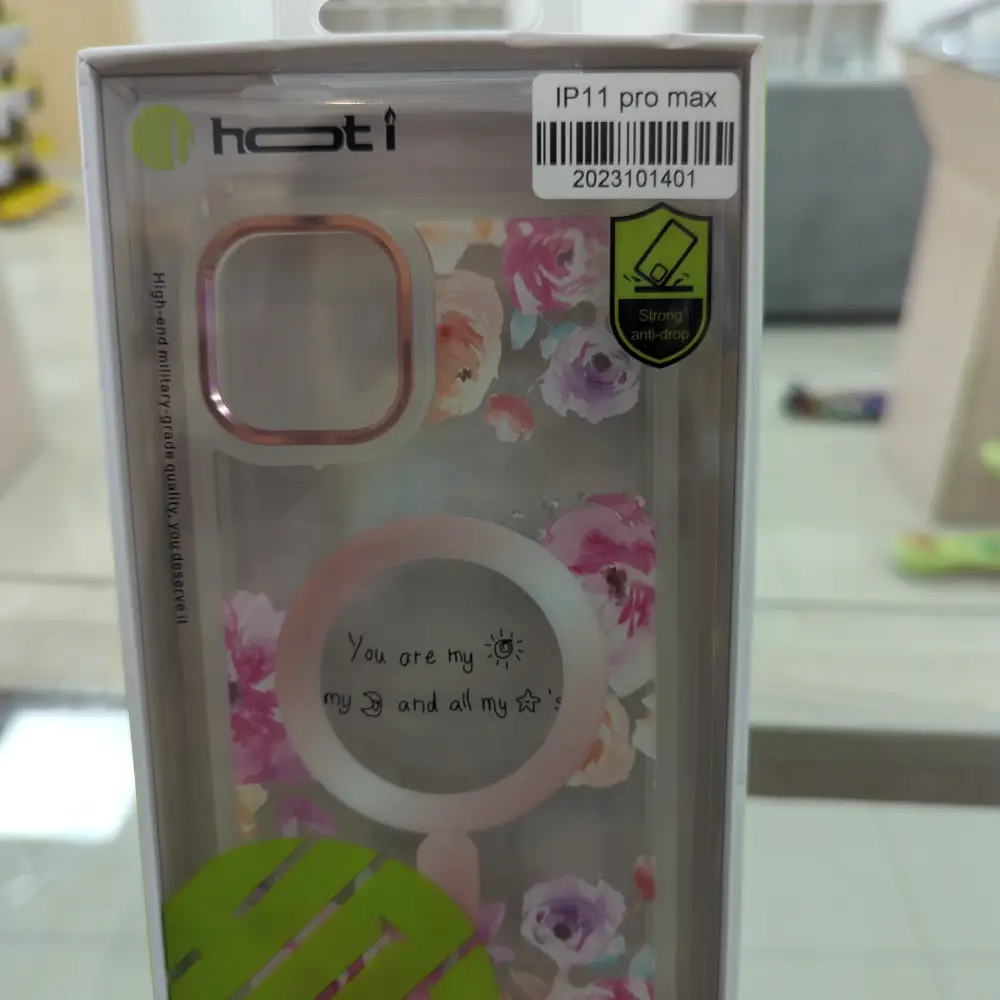 hooti
IP11 pro max
2023101401
Strong
anti-drop
High-end military-grade quality, you deserve it
You are my
my and all my 's